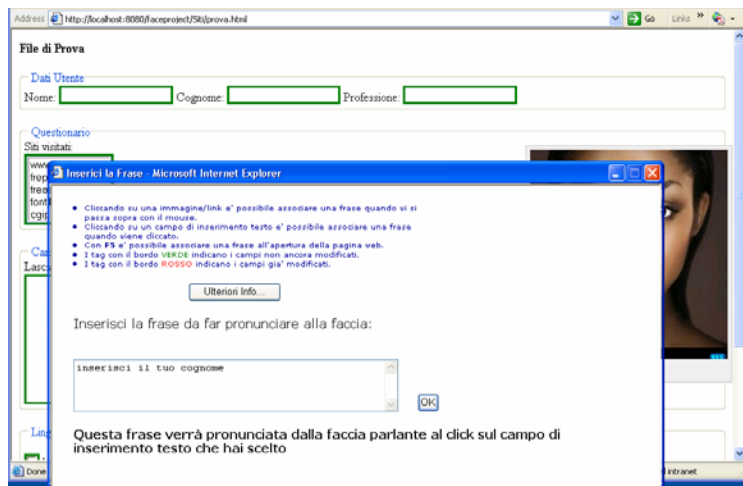 Address http://localhost:8080/faceproject/Siti/prova.html Go Links »
File di Prova
Dati Utente
Nome: Cognome: Professione:
Questionario
Siti visitati:
www
Inserici la Frase - Microsoft Internet Explorer
• Cliccando su una immagine/link e' possibile associare una frase quando vi si
passa sopra con il mouse.
• Cliccando su un campo di inserimento testo e' possibile associare una frase
quando viene cliccato.
• Con F5 e' possibile associare una frase all'apertura della pagina web.
• I tag con il bordo VERDE indicano i campi non ancora modificati.
• I tag con il bordo ROSSO indicano i campi gia' modificati.
Ulteriori Info...
Inserisci la frase da far pronunciare alla faccia:
inserisci il tuo cognome
OK
Questa frase verrà pronunciata dalla faccia parlante al click sul campo di
inserimento testo che hai scelto
Done intranet